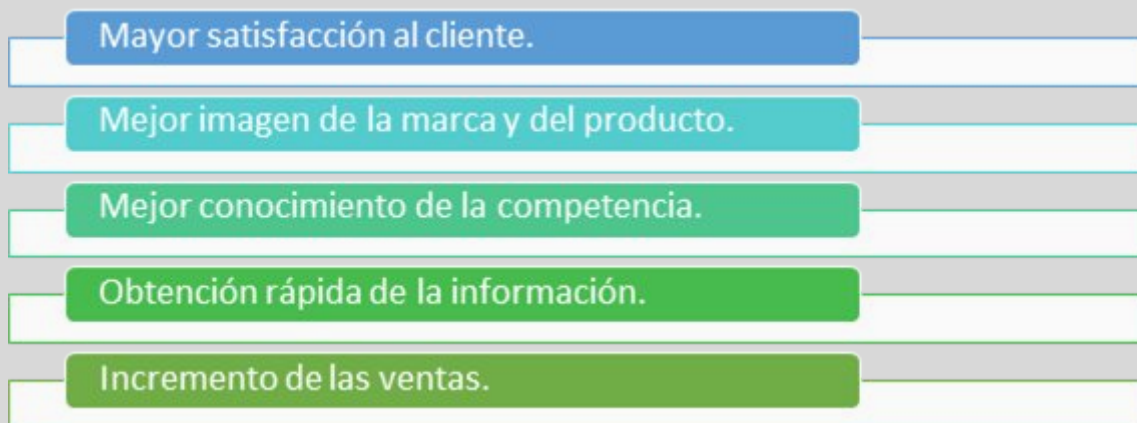 Mayor satisfacción al cliente.
Mejor imagen de la marca y del producto.
Mejor conocimiento de la competencia.
Obtención rápida de la información.
Incremento de las ventas.